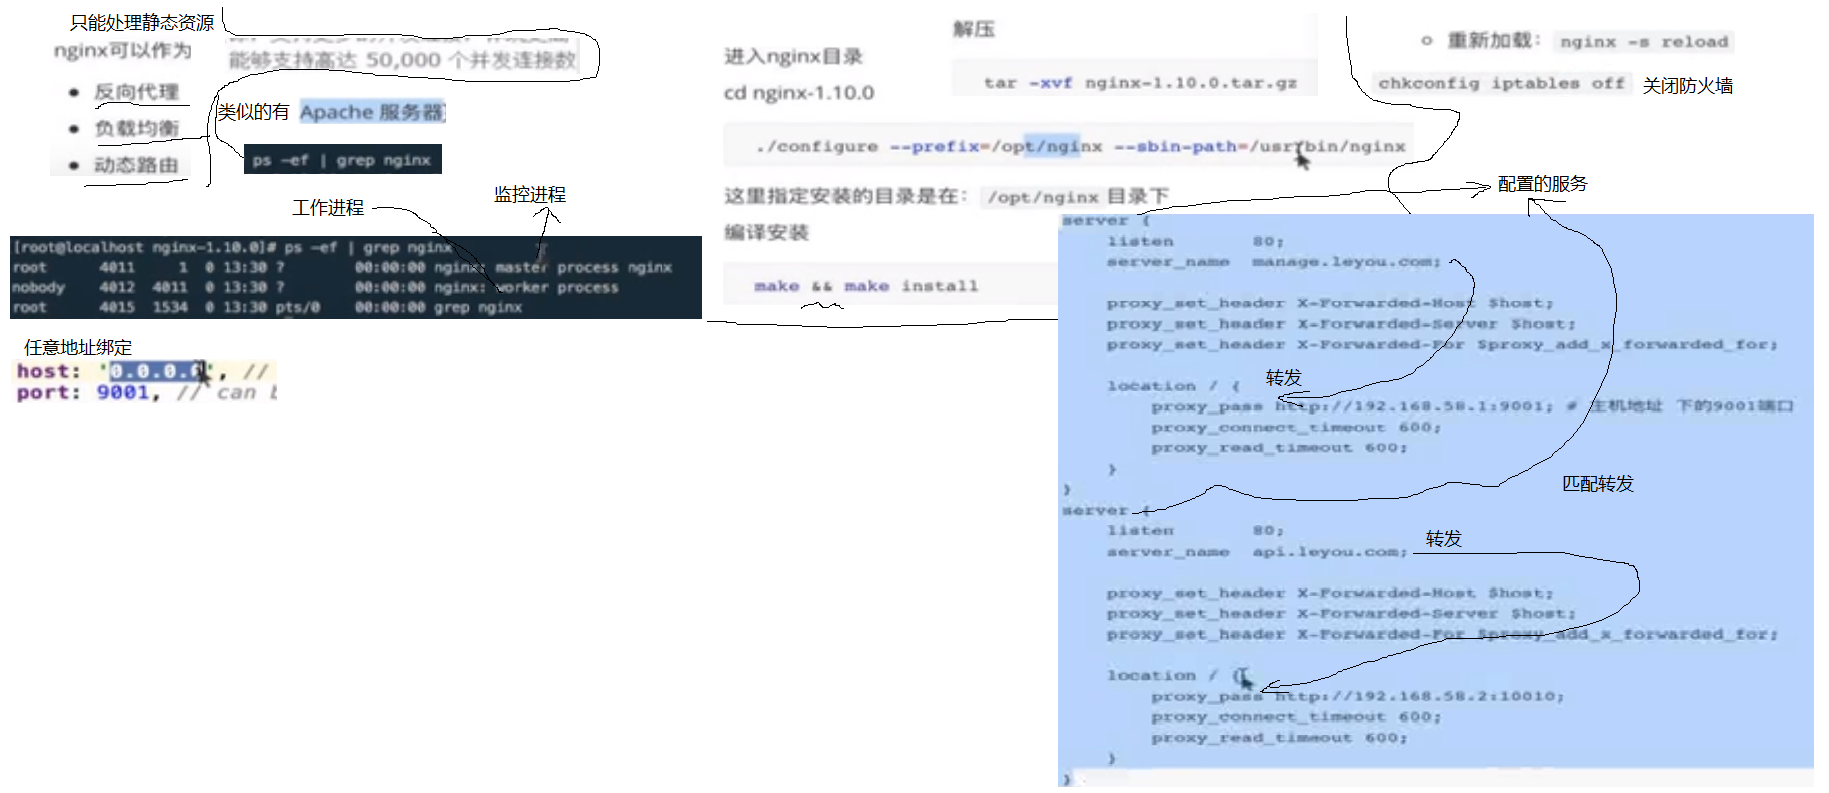 只能处理静态资源
nginx可以作为
能够支持高达 50,000 个并发连接数
• 反向代理
• 负载均衡
• 动态路由
类似的有 Apache 服务器
ps -ef | grep nginx
工作进程
监控进程
[root@localhost nginx-1.10.0]# ps -ef | grep nginx
root 4011 1 0 13:30 ? 00:00:00 nginx: master process nginx
nobody 4012 4011 0 13:30 ? 00:00:00 nginx: worker process
root 4015 1534 0 13:30 pts/0 00:00:00 grep nginx
任意地址绑定
host: '0.0.0.0', //
port: 9001, // can b
解压
进入nginx目录
tar -xvf nginx-1.10.0.tar.gz
cd nginx-1.10.0
./configure --prefix=/opt/nginx --sbin-path=/usr/bin/nginx
这里指定安装的目录是在: /opt/nginx 目录下
编译安装
make && make install
重新加载: nginx -s reload
chkconfig iptables off 关闭防火墙
配置的服务
server {
listen 80;
server_name manage.leyou.com;
proxy_set_header X-Forwarded-Host $host;
proxy_set_header X-Forwarded-Server $host;
proxy_set_header X-Forwarded-For $proxy_add_x_forwarded_for;
location / {
转发
proxy_pass http://192.168.58.1:9001; # 主机地址 下的9001端口
proxy_connect_timeout 600;
proxy_read_timeout 600;
}
}
匹配转发
server {
listen 80;
server_name api.leyou.com;
转发
proxy_set_header X-Forwarded-Host $host;
proxy_set_header X-Forwarded-Server $host;
proxy_set_header X-Forwarded-For $proxy_add_x_forwarded_for;
location / {
proxy_pass http://192.168.58.2:10010;
proxy_connect_timeout 600;
proxy_read_timeout 600;
}
}